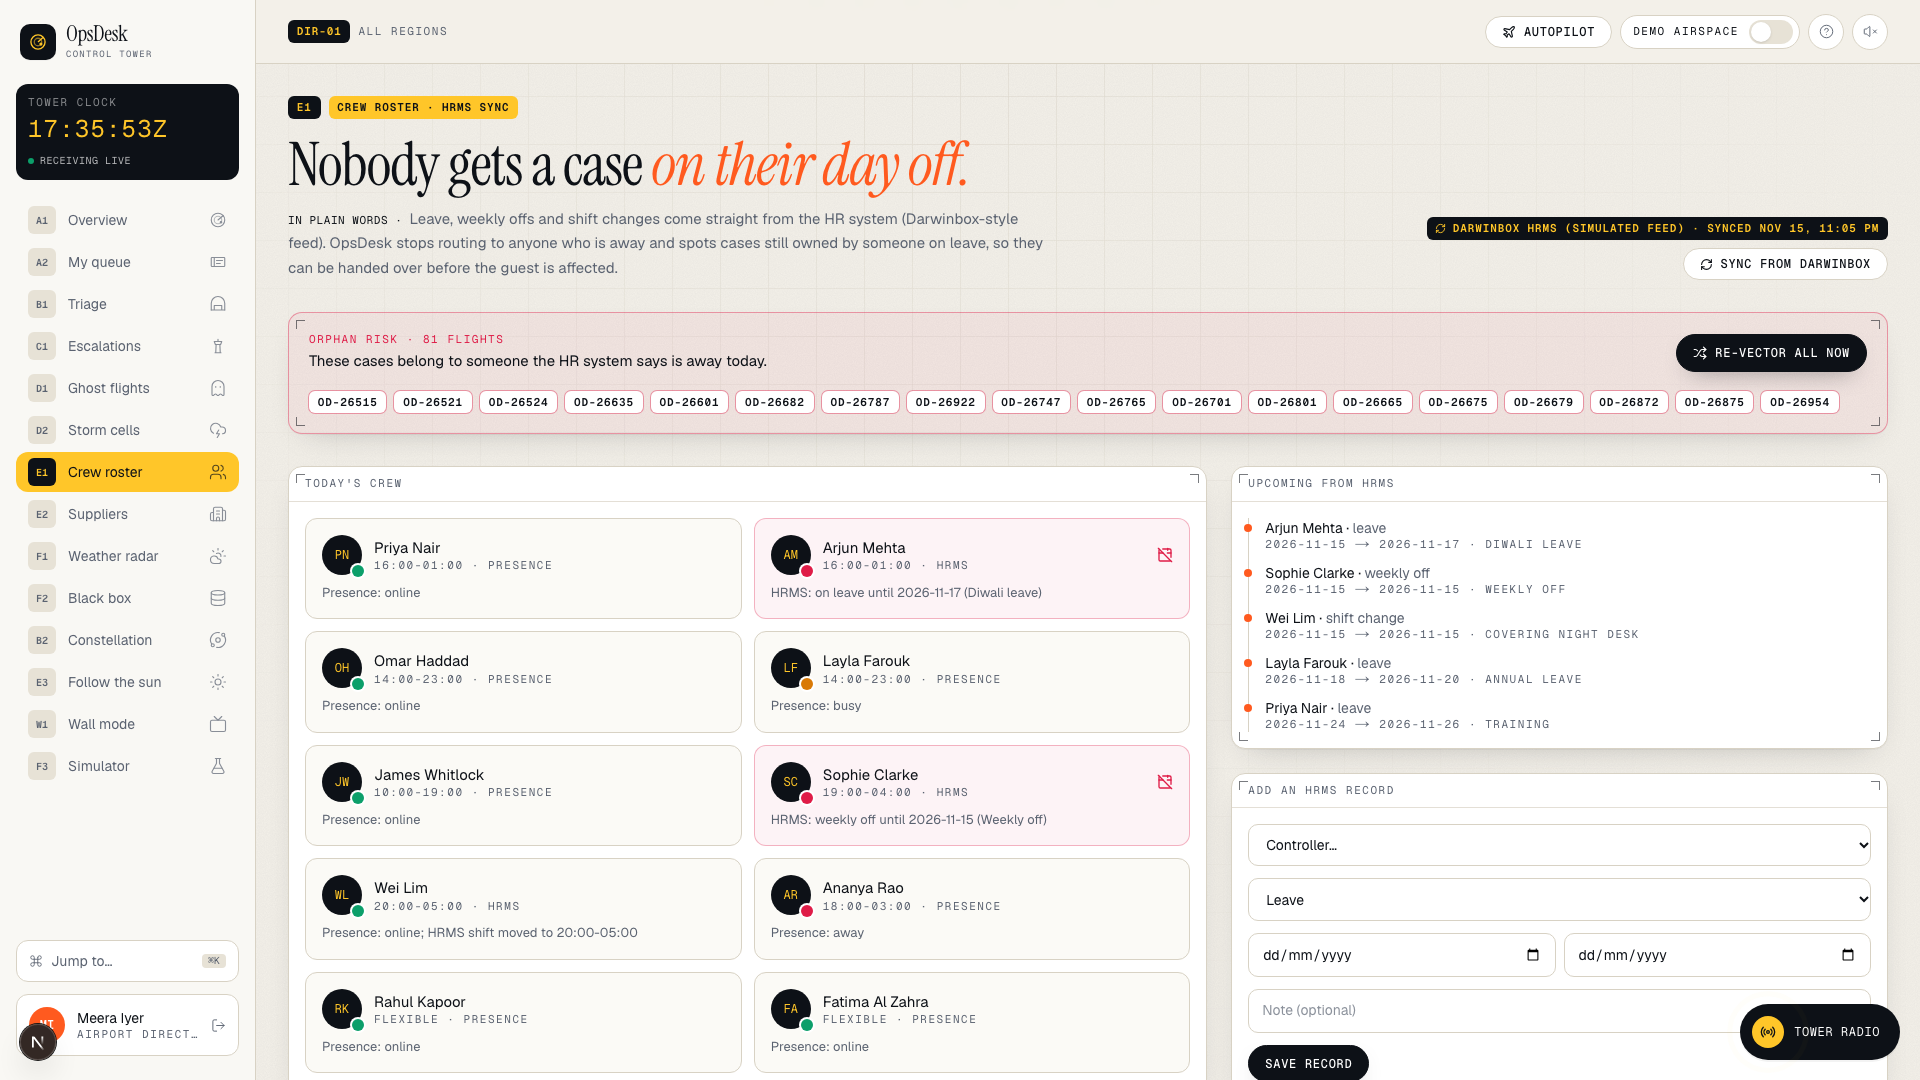 OpsDesk
CONTROL TOWER
TOWER CLOCK
17:35:53Z
RECEIVING LIVE
A1 Overview
A2 My queue
B1 Triage
C1 Escalations
D1 Ghost flights
D2 Storm cells
E1 Crew roster
E2 Suppliers
F1 Weather radar
F2 Black box
B2 Constellation
E3 Follow the sun
W1 Wall mode
F3 Simulator
⌘ Jump to… ⌘K
Meera Iyer
AIRPORT DIRECT…
N
DIR-01 ALL REGIONS
AUTOPILOT
DEMO AIRSPACE
E1 CREW ROSTER · HRMS SYNC
Nobody gets a case on their day off.
IN PLAIN WORDS · Leave, weekly offs and shift changes come straight from the HR system (Darwinbox-style
feed). OpsDesk stops routing to anyone who is away and spots cases still owned by someone on leave, so they
can be handed over before the guest is affected.
DARWINBOX HRMS (SIMULATED FEED) · SYNCED NOV 15, 11:05 PM
SYNC FROM DARWINBOX
ORPHAN RISK · 81 FLIGHTS
These cases belong to someone the HR system says is away today.
RE-VECTOR ALL NOW
OD-26515 OD-26521 OD-26524 OD-26635 OD-26601 OD-26682 OD-26787 OD-26922 OD-26747 OD-26765 OD-26701 OD-26801 OD-26665 OD-26675 OD-26679 OD-26872 OD-26875 OD-26954
TODAY'S CREW
PN Priya Nair
16:00-01:00 · PRESENCE
Presence: online
AM Arjun Mehta
16:00-01:00 · HRMS
HRMS: on leave until 2026-11-17 (Diwali leave)
OH Omar Haddad
14:00-23:00 · PRESENCE
Presence: online
LF Layla Farouk
14:00-23:00 · PRESENCE
Presence: busy
JW James Whitlock
10:00-19:00 · PRESENCE
Presence: online
SC Sophie Clarke
19:00-04:00 · HRMS
HRMS: weekly off until 2026-11-15 (Weekly off)
WL Wei Lim
20:00-05:00 · HRMS
Presence: online; HRMS shift moved to 20:00-05:00
AR Ananya Rao
18:00-03:00 · PRESENCE
Presence: away
RK Rahul Kapoor
FLEXIBLE · PRESENCE
Presence: online
FA Fatima Al Zahra
FLEXIBLE · PRESENCE
Presence: online
UPCOMING FROM HRMS
Arjun Mehta · leave
2026-11-15 → 2026-11-17 · DIWALI LEAVE
Sophie Clarke · weekly off
2026-11-15 → 2026-11-15 · WEEKLY OFF
Wei Lim · shift change
2026-11-15 → 2026-11-15 · COVERING NIGHT DESK
Layla Farouk · leave
2026-11-18 → 2026-11-20 · ANNUAL LEAVE
Priya Nair · leave
2026-11-24 → 2026-11-26 · TRAINING
ADD AN HRMS RECORD
Controller…
Leave
dd/mm/yyyy dd/mm/yyyy
Note (optional)
SAVE RECORD
TOWER RADIO